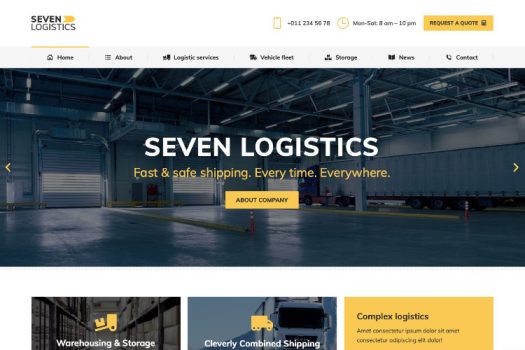 SEVEN
LOGISTICS
+011 234 56 78
Mon-Sat: 8 am – 10 pm
REQUEST A QUOTE
Home
About
Logistic services
Vehicle fleet
Storage
News
Contact
SEVEN LOGISTICS
Fast & safe shipping. Every time. Everywhere.
ABOUT COMPANY
Warehousing & Storage
Cleverly Combined Shipping
Complex logistics
Amet consectetur ipsum dolor sit amet
consectetur adipiscing elit dolor!